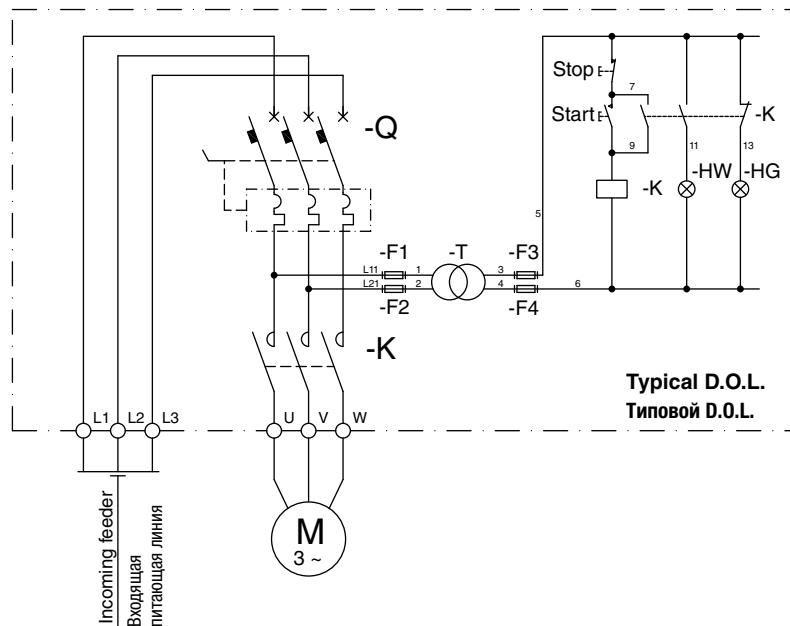 Stop
7
-Q
Start
-K
9
11
13
-K
-HW
-HG
5
-F1
-T
-F3
L11
1
3
L21
2
4
6
-F2
-F4
-K
Typical D.O.L.
Типовой D.O.L.
L1
L2
L3
U
V
W
M
3 ~
Incoming feeder
Входящая
питающая линия